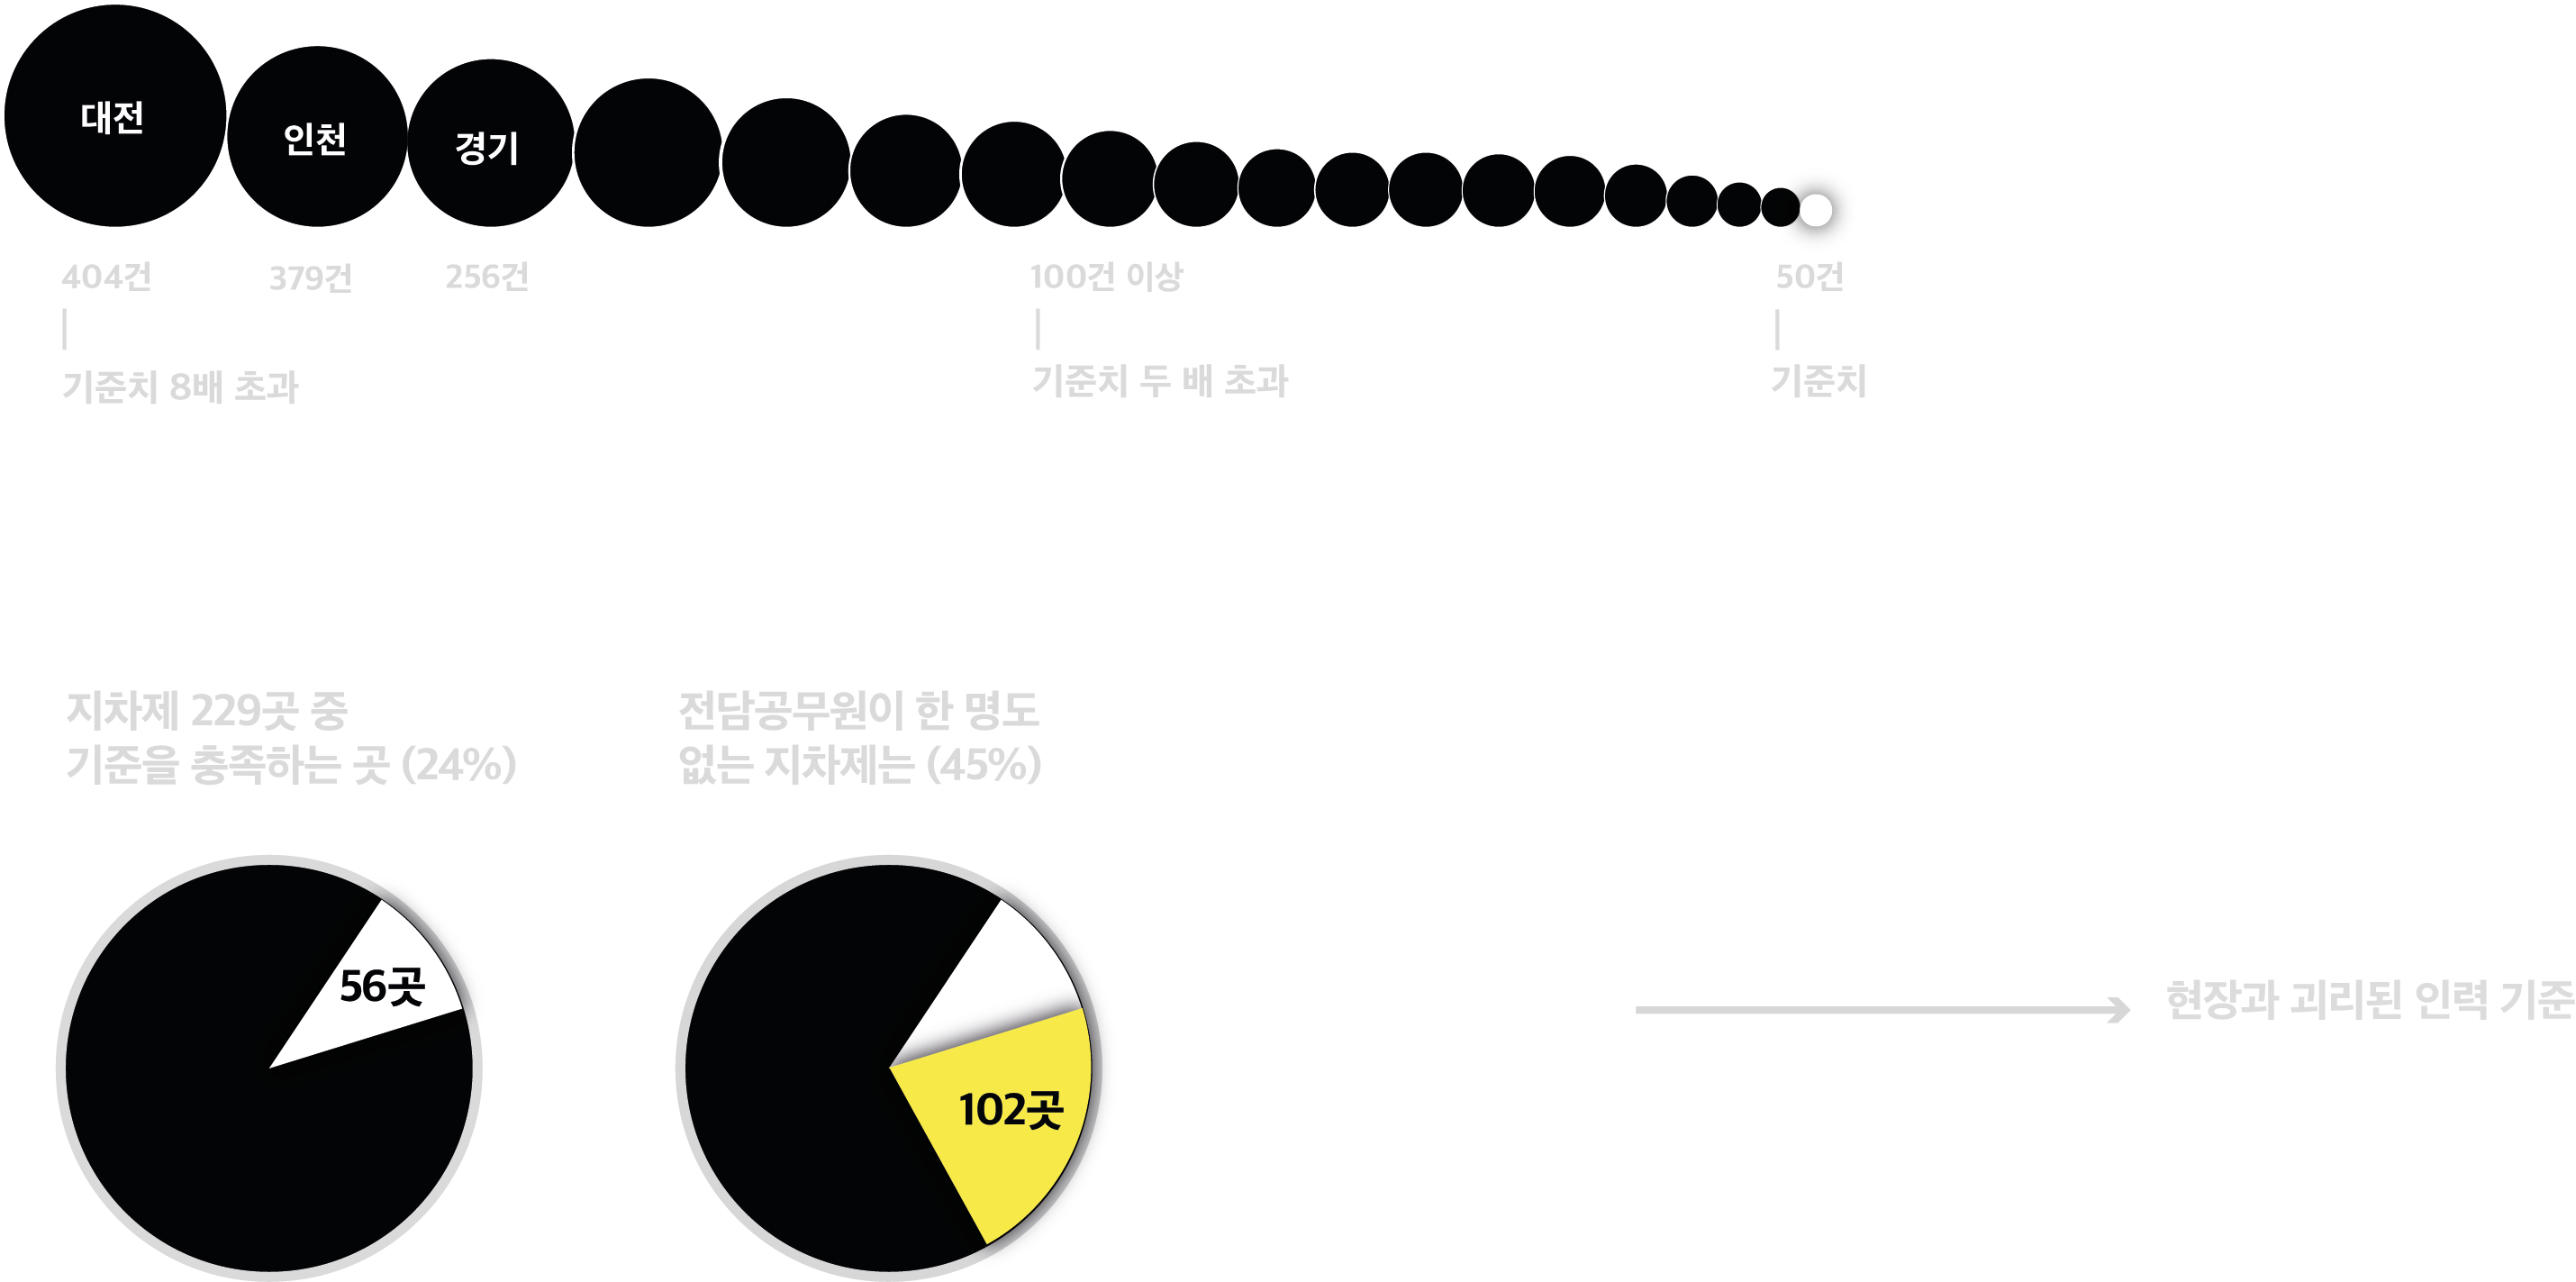 대전
인천
경기
404건
379건
256건
100건 이상
50건
기준치 8배 초과
기준치 두 배 초과
기준치
지차제 229곳 중
기준을 충족하는 곳 (24%)
전담공무원이 한 명도
없는 지차제는 (45%)
56곳
102곳
현장과 괴리된 인력 기준